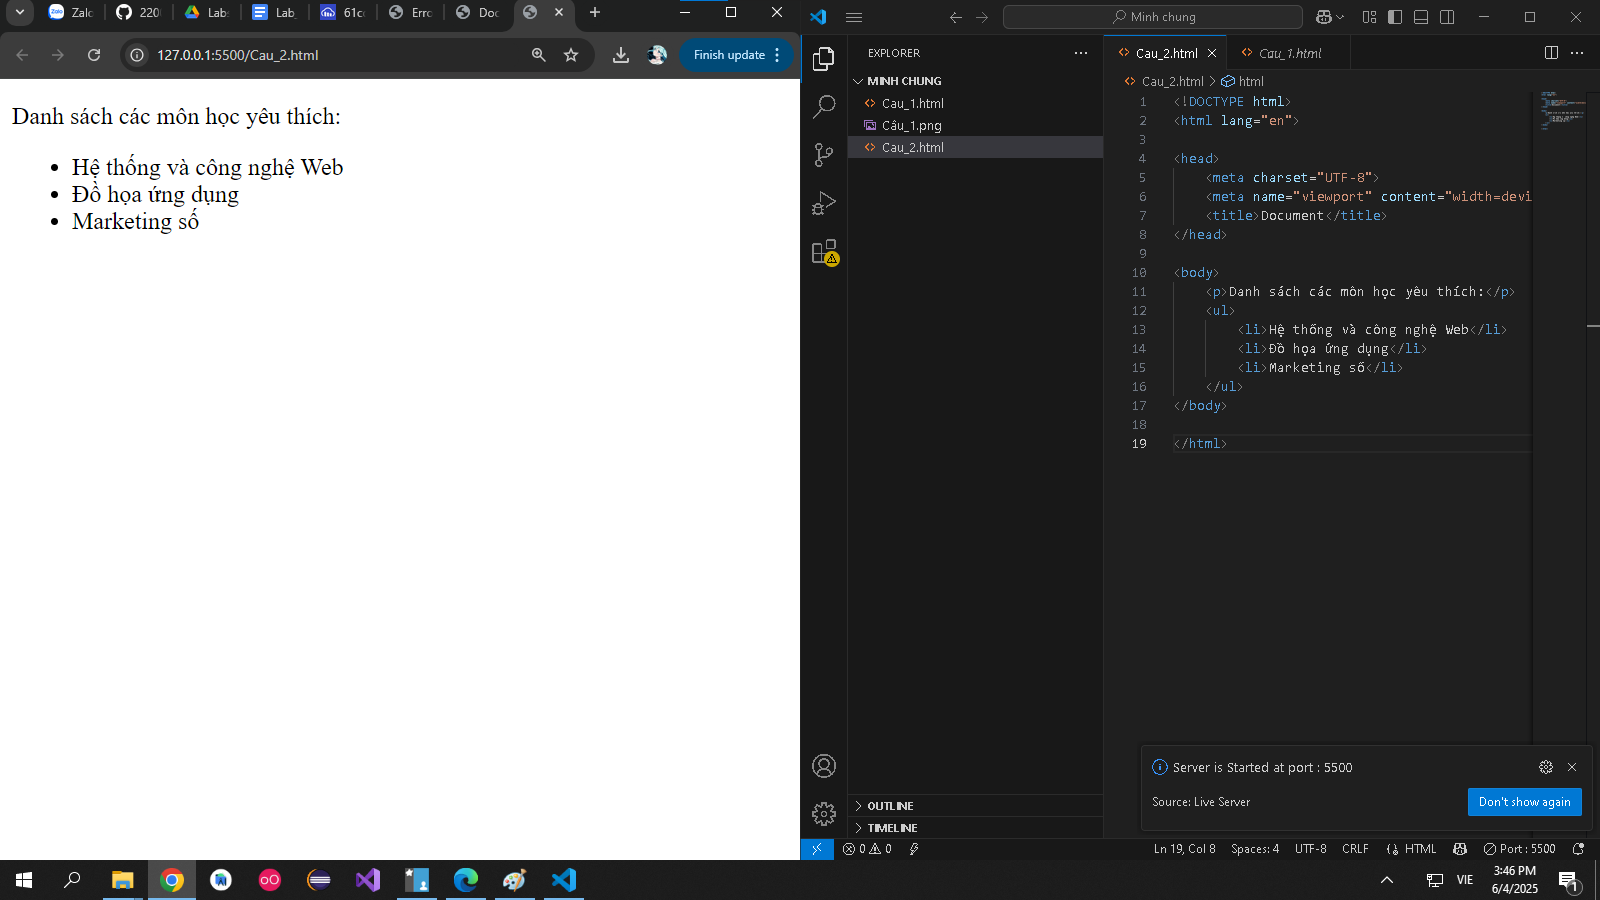 Zalo
Zalc
220
Lab
Lab_
61c
Erro
Doc
127.0.0.1:5500/Cau_2.html
Finish update
Danh sách các môn học yêu thích:
Hệ thống và công nghệ Web
Đồ họa ứng dụng
Marketing số
Minh chung
EXPLORER
MINH CHUNG
Cau_1.html
Câu_1.png
Cau_2.html
OUTLINE
TIMELINE
Cau_2.html
Cau_1.html
Cau_2.html > html
1 <!DOCTYPE html>
2 <html lang="en">
3
4 <head>
5 <meta charset="UTF-8">
6 <meta name="viewport" content="width=devi
7 <title>Document</title>
8 </head>
9
10 <body>
11 <p>Danh sách các môn học yêu thích:</p>
12 <ul>
13 <li>Hệ thống và công nghệ Web</li>
14 <li>Đồ họa ứng dụng</li>
15 <li>Marketing số</li>
16 </ul>
17 </body>
18
19 </html>
Server is Started at port : 5500
Source: Live Server
Don't show again
0 0
Ln 19, Col 8 Spaces: 4 UTF-8 CRLF HTML Port : 5500
VIE
3:46 PM
6/4/2025
1